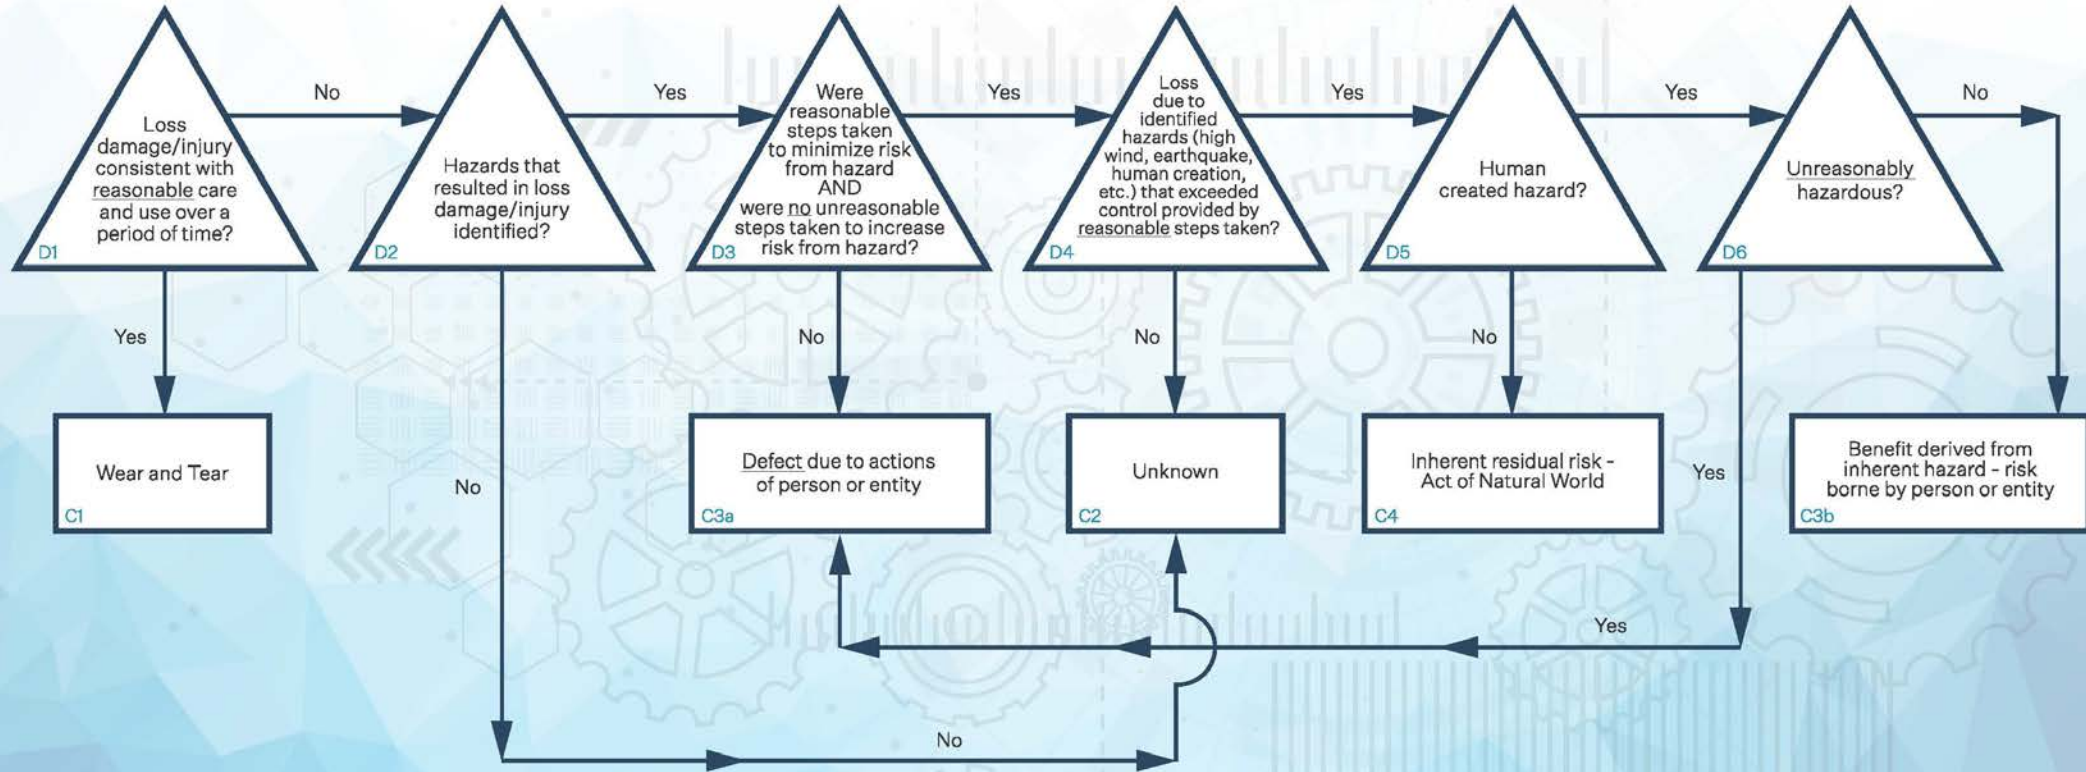 Loss
damage/injury
consistent with
reasonable care
and use over a
period of time?
D1
No
Yes
Hazards that
resulted in loss
damage/injury
identified?
D2
Yes
No
Were
reasonable
steps taken
to minimize risk
from hazard
AND
were no unreasonable
steps taken to increase
risk from hazard?
D3
Yes
No
Loss
due to
identified
hazards (high
wind, earthquake,
human creation,
etc.) that exceeded
control provided by
reasonable steps taken?
D4
Yes
No
Human
created hazard?
D5
Yes
No
Unreasonably
hazardous?
D6
No
Yes
Wear and Tear
C1
Defect due to actions
of person or entity
C3a
Unknown
C2
Inherent residual risk -
Act of Natural World
C4
Benefit derived from
inherent hazard - risk
borne by person or entity
C3b
Yes
No